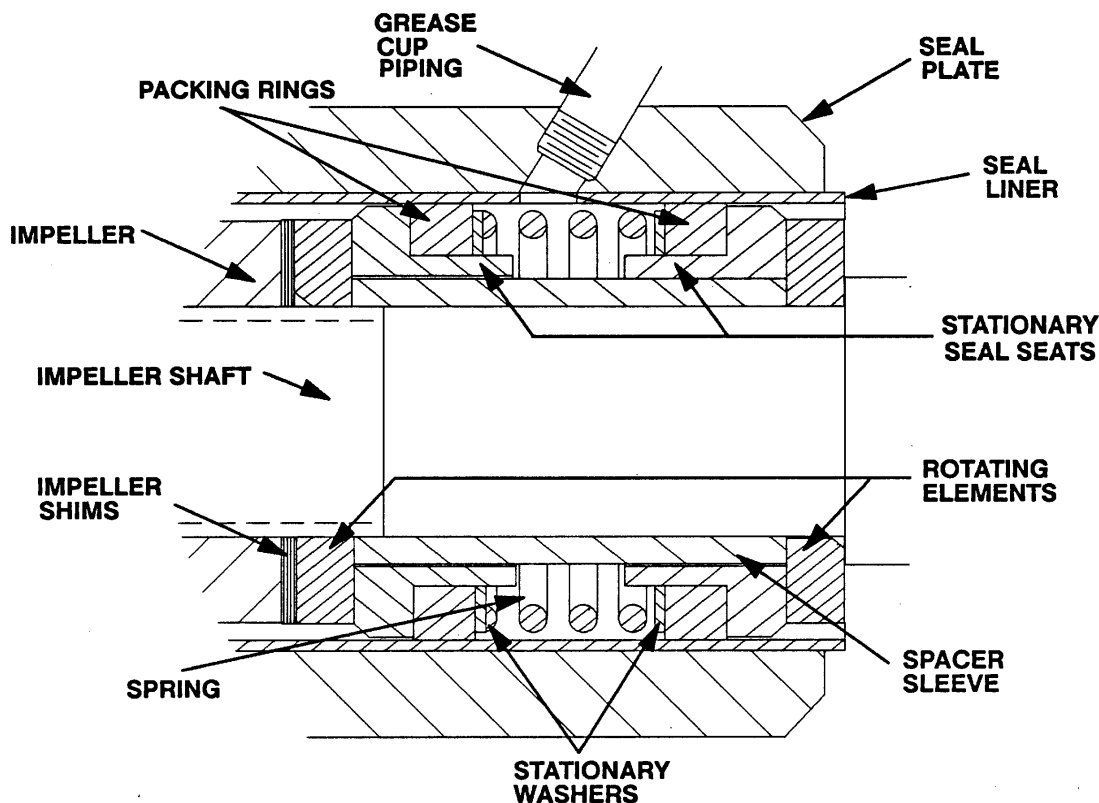 GREASE
CUP
PIPING
SEAL
PLATE
PACKING RINGS
SEAL
LINER
IMPELLER
STATIONARY
SEAL SEATS
IMPELLER SHAFT
IMPELLER
SHIMS
ROTATING
ELEMENTS
SPACER
SLEEVE
SPRING
STATIONARY
WASHERS